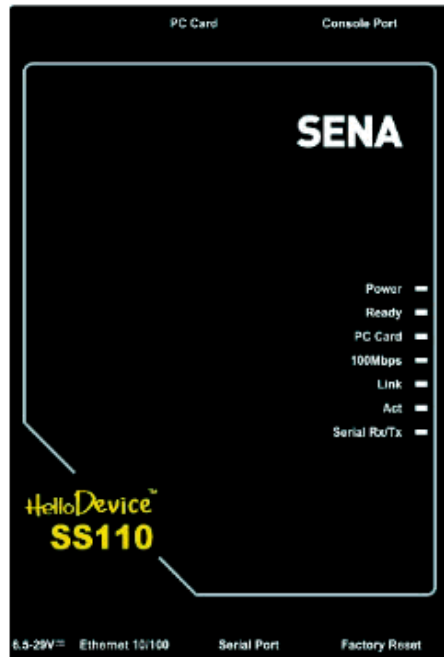 PC Card Console Port
SENA
Power
Ready
PC Card
100Mbps
Link
Act
Serial Rx/Tx
HelloDevice™
SS110
6.5-29V⎓ Ethernet 10/100 Serial Port Factory Reset